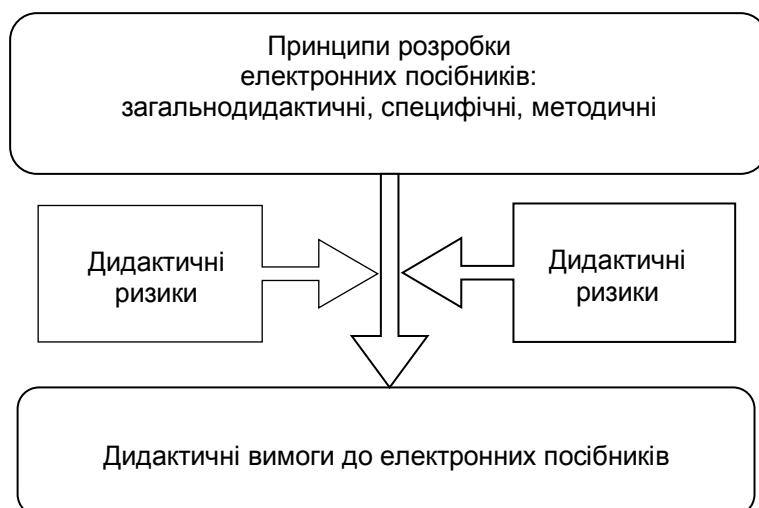 Принципи розробки
електронних посібників:
загальнодидактичні, специфічні, методичні
Дидактичні
ризики
Дидактичні
ризики
Дидактичні вимоги до електронних посібників